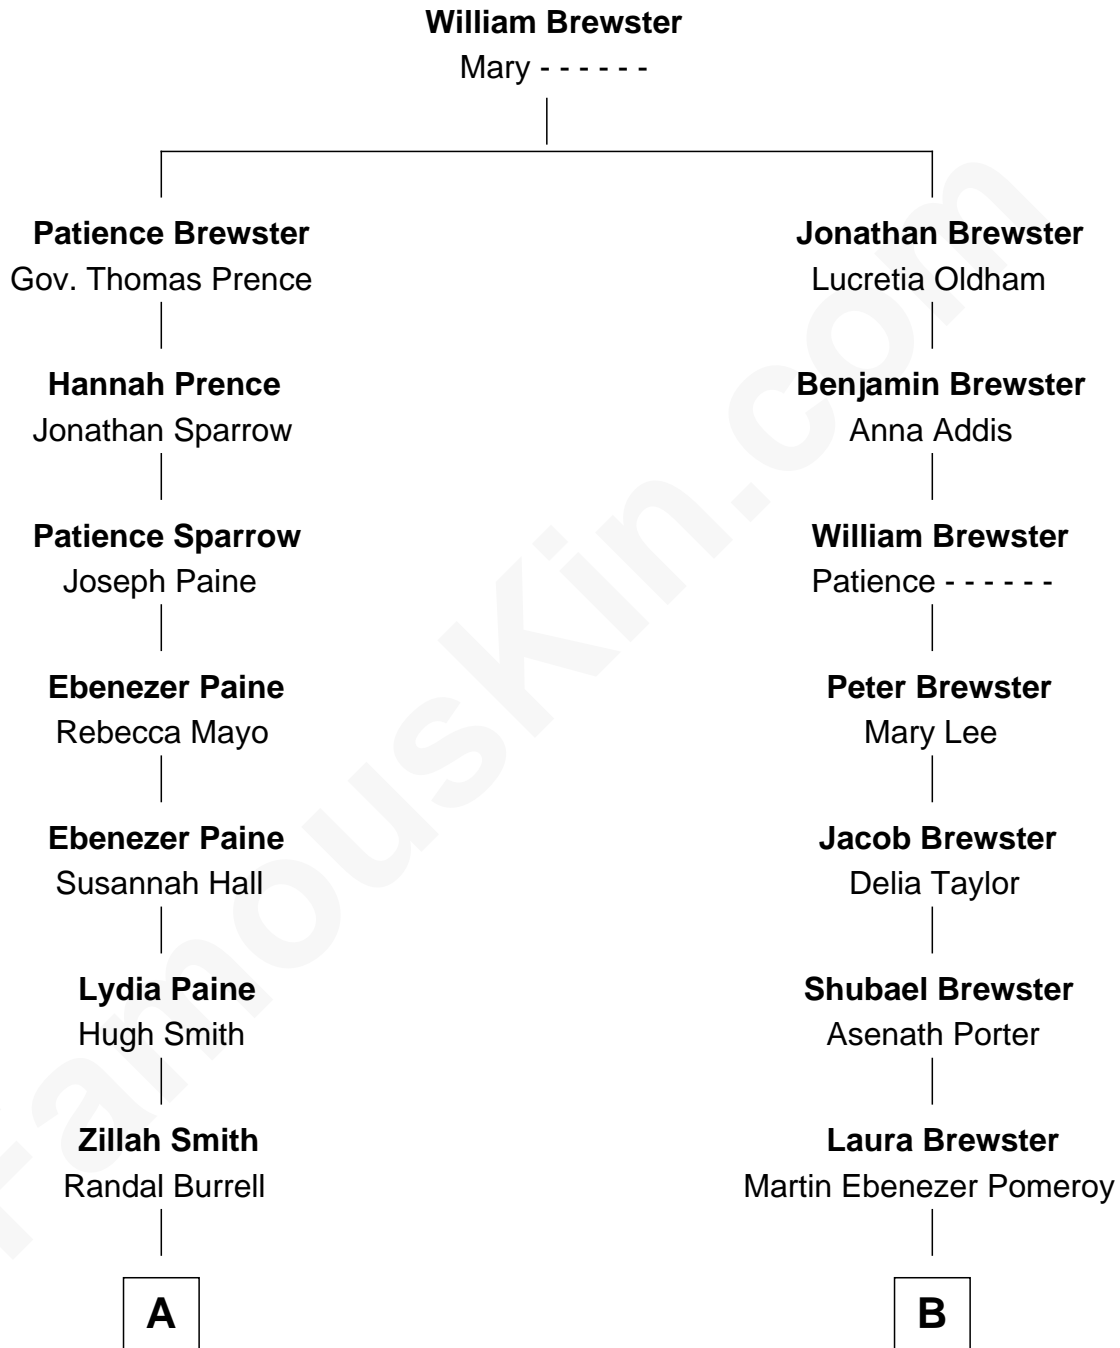 William Brewster
Mary - - - - - -
Patience Brewster
Gov. Thomas Prence
Jonathan Brewster
Lucretia Oldham
Hannah Prence
Jonathan Sparrow
Benjamin Brewster
Anna Addis
Patience Sparrow
Joseph Paine
William Brewster
Patience - - - - - -
Ebenezer Paine
Rebecca Mayo
Peter Brewster
Mary Lee
Ebenezer Paine
Susannah Hall
Jacob Brewster
Delia Taylor
Lydia Paine
Hugh Smith
Shubael Brewster
Asenath Porter
Zillah Smith
Randal Burrell
Laura Brewster
Martin Ebenezer Pomeroy
A
B
FamousKin.com